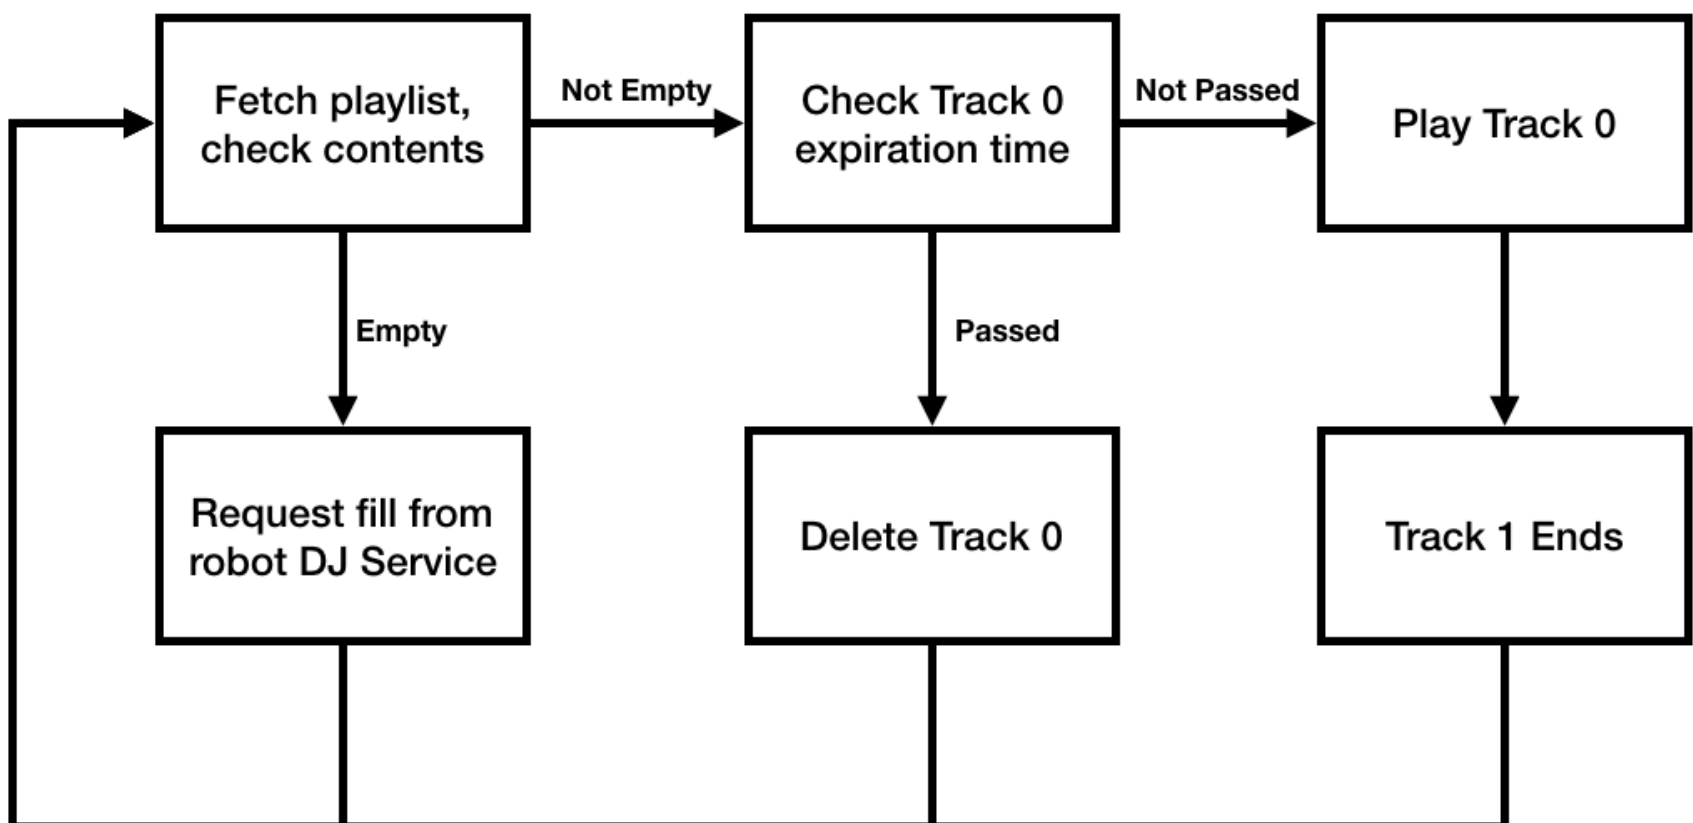 Fetch playlist,
check contents
Not Empty
Check Track 0
expiration time
Not Passed
Play Track 0
Empty
Passed
Request fill from
robot DJ Service
Delete Track 0
Track 1 Ends